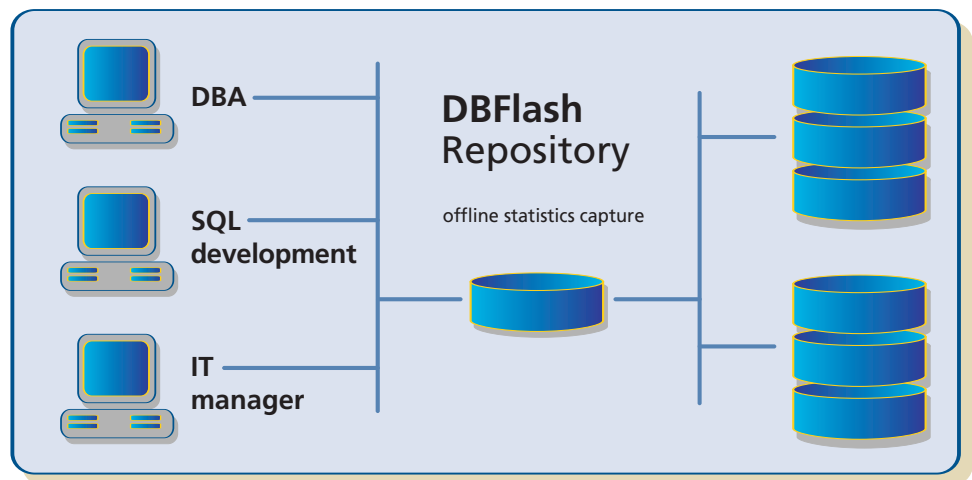 DBA
SQL
development
IT
manager
DBFlash
Repository
offline statistics capture